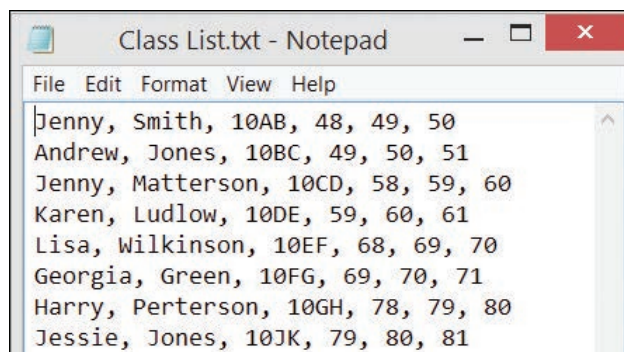 Class List.txt - Notepad
File Edit Format View Help
Jenny, Smith, 10AB, 48, 49, 50
Andrew, Jones, 10BC, 49, 50, 51
Jenny, Matterson, 10CD, 58, 59, 60
Karen, Ludlow, 10DE, 59, 60, 61
Lisa, Wilkinson, 10EF, 68, 69, 70
Georgia, Green, 10FG, 69, 70, 71
Harry, Perterson, 10GH, 78, 79, 80
Jessie, Jones, 10JK, 79, 80, 81